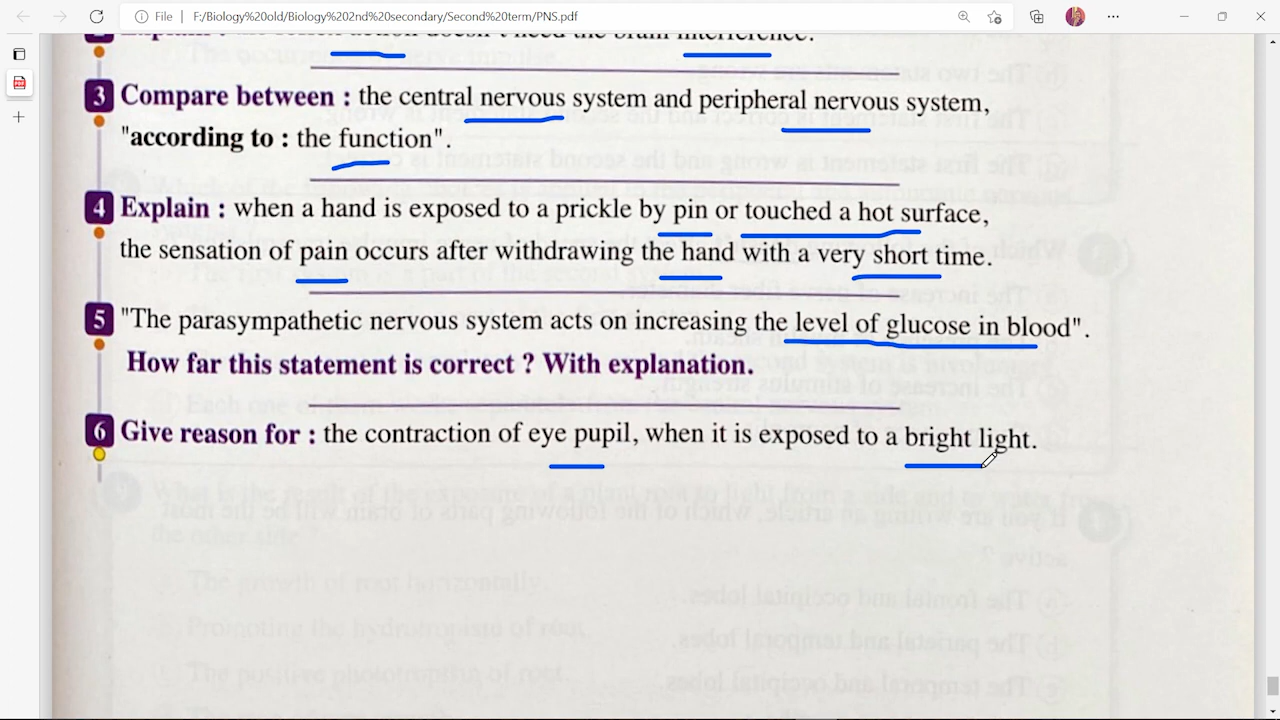 File F:/Biology%20old/Biology%202nd%20secondary/Second%20term/PNS.pdf
interference.
3 Compare between : the central nervous system and peripheral nervous system,
"according to : the function".
4 Explain : when a hand is exposed to a prickle by pin or touched a hot surface,
the sensation of pain occurs after withdrawing the hand with a very short time.
5 "The parasympathetic nervous system acts on increasing the level of glucose in blood".
How far this statement is correct ? With explanation.
6 Give reason for : the contraction of eye pupil, when it is exposed to a bright light.